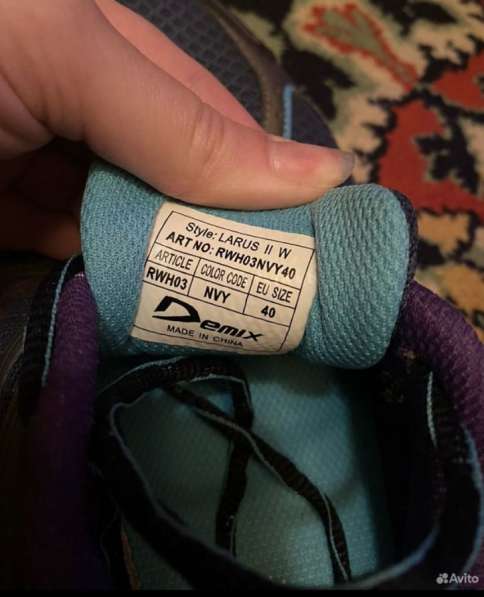 Style: LARUS II W
ART NO: RWH03NVY40
ARTICLE COLOR CODE EU SIZE
RWH03 NVY 40
Demix
MADE IN CHINA
Avito